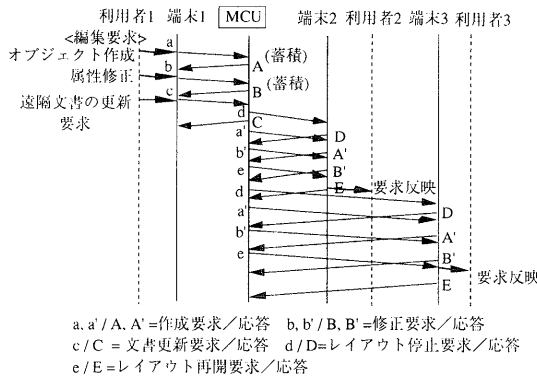 利用者1 端末1 MCU 端末2 利用者2 端末3 利用者3
<編集要求> a
オブジェクト作成 (蓄積)
b A
属性修正 (蓄積)
c B
遠隔文書の更新
要求
d
C
a' D
b' A'
e B'
E 要求反映
d
a' D
b' A'
e B'
要求反映
E
a, a' / A, A' =作成要求/応答 b, b' / B, B' =修正要求/応答
c / C = 文書更新要求/応答 d / D=レイアウト停止要求/応答
e / E =レイアウト再開要求/応答